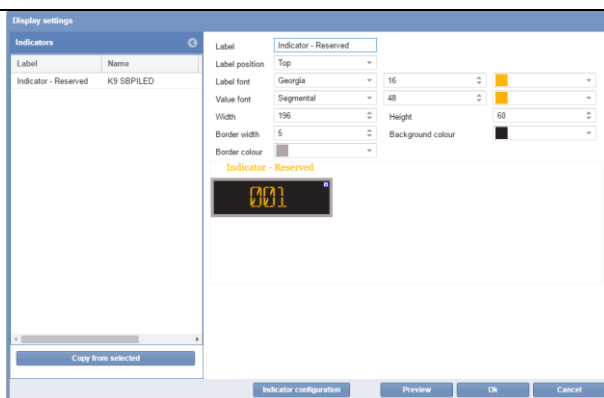 Display settings
Indicators
Label Name
Indicator - Reserved K9 SBPILED
Copy from selected
Label Indicator - Reserved
Label position Top
Label font Georgia 16
Value font Segmental 48
Width 196 Height 60
Border width 5 Background colour
Border colour
Indicator - Reserved
001
Indicator configuration Preview Ok Cancel